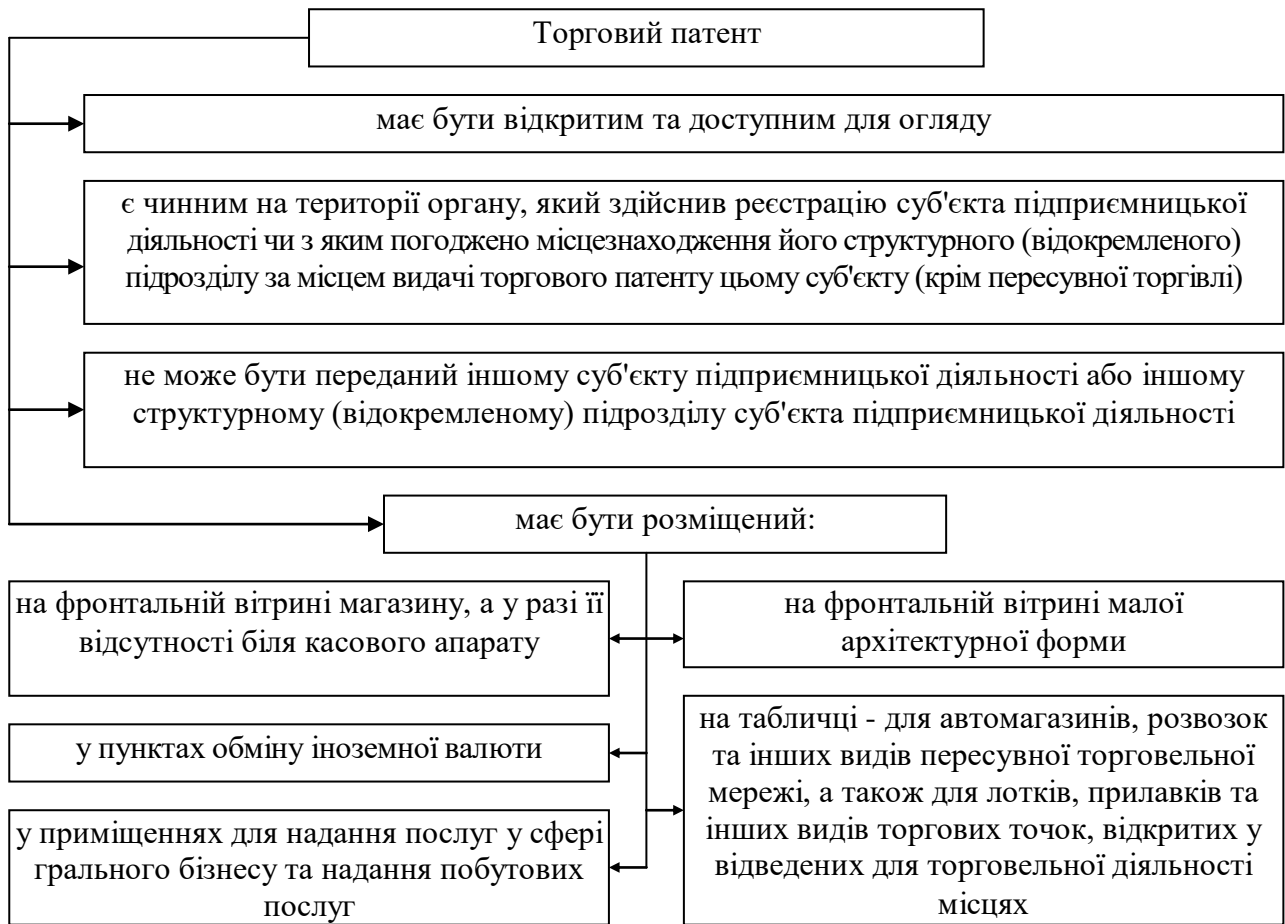 Торговий патент
має бути відкритим та доступним для огляду
є чинним на території органу, який здійснив реєстрацію суб'єкта підприємницької
діяльності чи з яким погоджено місцезнаходження його структурного (відокремленого)
підрозділу за місцем видачі торгового патенту цьому суб'єкту (крім пересувної торгівлі)
не може бути переданий іншому суб'єкту підприємницької діяльності або іншому
структурному (відокремленому) підрозділу суб'єкта підприємницької діяльності
має бути розміщений:
на фронтальній вітрині магазину, а у разі її
відсутності біля касового апарату
на фронтальній вітрині малої
архітектурної форми
у пунктах обміну іноземної валюти
на табличці - для автомагазинів, розвозок
та інших видів пересувної торговельної
мережі, а також для лотків, прилавків та
інших видів торгових точок, відкритих у
відведених для торговельної діяльності
місцях
у приміщеннях для надання послуг у сфері
грального бізнесу та надання побутових
послуг